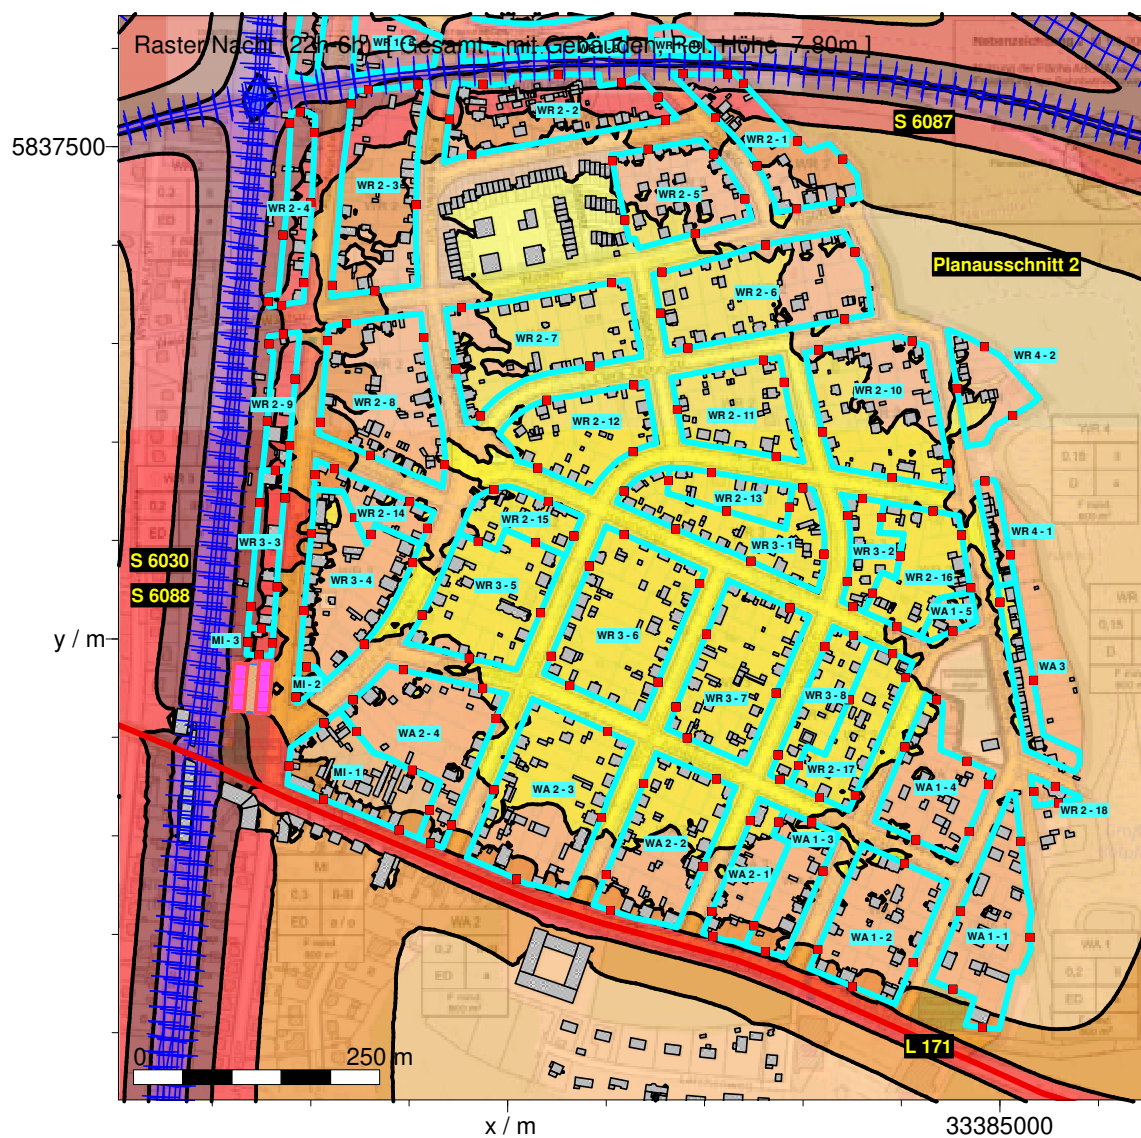 Raster Nacht (22h-6h) [ Gesamt - mit Gebäuden, Rel. Höhe 7.80m ]
S 6087
5837500
WR 2 - 2
WR 2 - 1
WR 2 - 3
WR 2 - 5
WR 2 - 4
Planausschnitt 2
WR 2 - 6
WR 2 - 7
WR 4 - 2
WR 2 - 10
WR 2 - 9
WR 2 - 8
WR 2 - 11
WR 2 - 12
WR 2 - 13
WR 2 - 14
WR 2 - 15
WR 4 - 1
WR 3 - 3
WR 3 - 1
WR 3 - 2
S 6030
WR 3 - 4
WR 3 - 5
WR 2 - 16
S 6088
WA 1 - 5
WR 3 - 6
MI - 3
y / m
WA 3
MI - 2
WR 3 - 7
WR 3 - 8
WA 2 - 4
WR 2 - 17
MI - 1
WA 2 - 3
WA 1 - 4
WR 2 - 18
WA 2 - 2
WA 1 - 3
WA 2 - 1
WA 1 - 2
WA 1 - 1
L 171
0
250 m
x / m
33385000